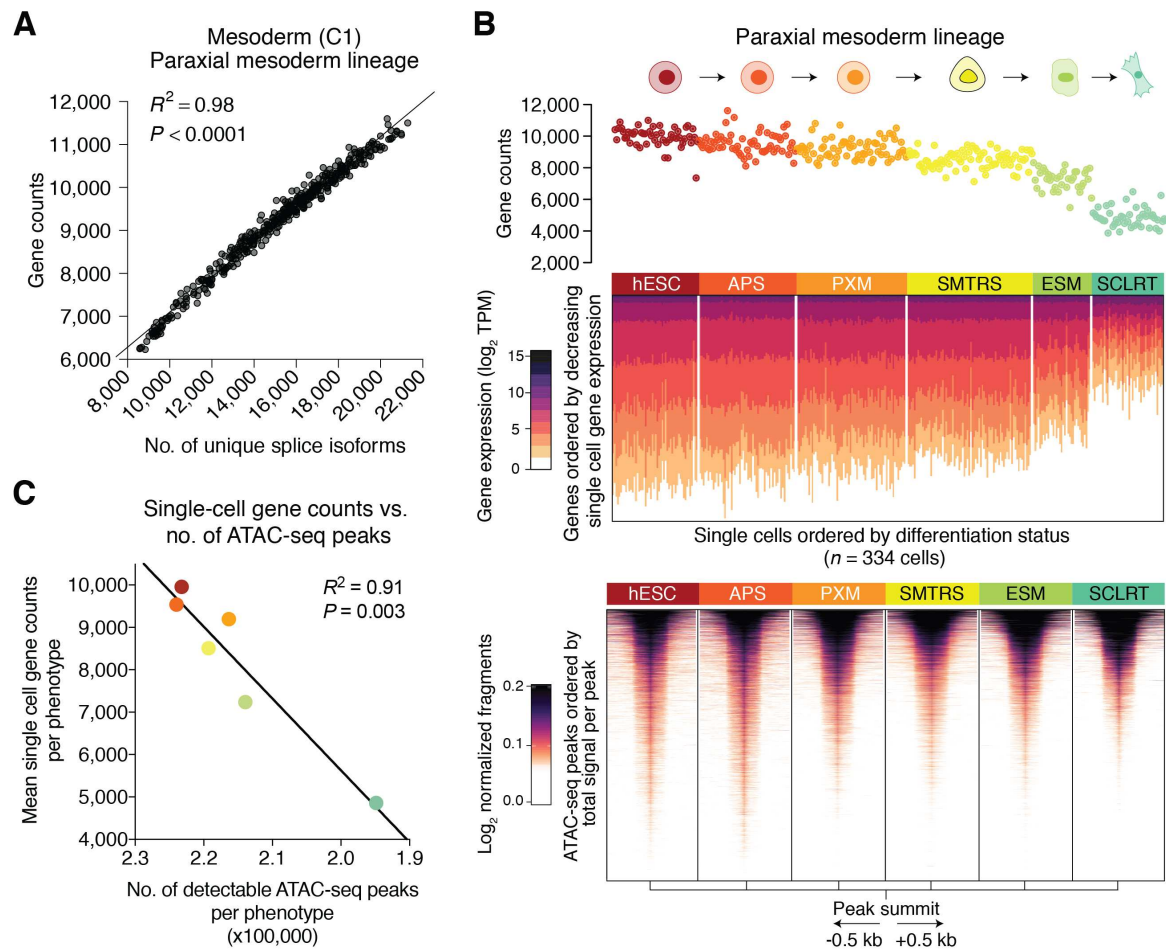 A
Mesoderm (C1)
Paraxial mesoderm lineage
R² = 0.98
P < 0.0001
Gene counts
12,000
11,000
10,000
9,000
8,000
7,000
6,000
8,000
10,000
12,000
14,000
16,000
18,000
20,000
22,000
No. of unique splice isoforms
B
Paraxial mesoderm lineage
Gene counts
12,000
10,000
8,000
6,000
4,000
2,000
hESC APS PXM SMTRS ESM SCLRT
Gene expression (log₂ TPM)
15
10
5
0
Genes ordered by decreasing
single cell gene expression
Single cells ordered by differentiation status
(n = 334 cells)
hESC APS PXM SMTRS ESM SCLRT
Log₂ normalized fragments
0.2
0.1
0.0
ATAC-seq peaks ordered by
total signal per peak
Peak summit
-0.5 kb +0.5 kb
C
Single-cell gene counts vs.
no. of ATAC-seq peaks
R² = 0.91
P = 0.003
Mean single cell gene counts
per phenotype
10,000
9,000
8,000
7,000
6,000
5,000
4,000
2.3 2.2 2.1 2.0 1.9
No. of detectable ATAC-seq peaks
per phenotype
(x100,000)